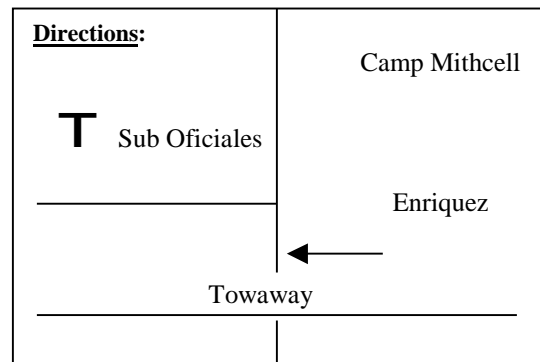 Directions:
Camp Mithcell
T Sub Oficiales
Enriquez
Towaway